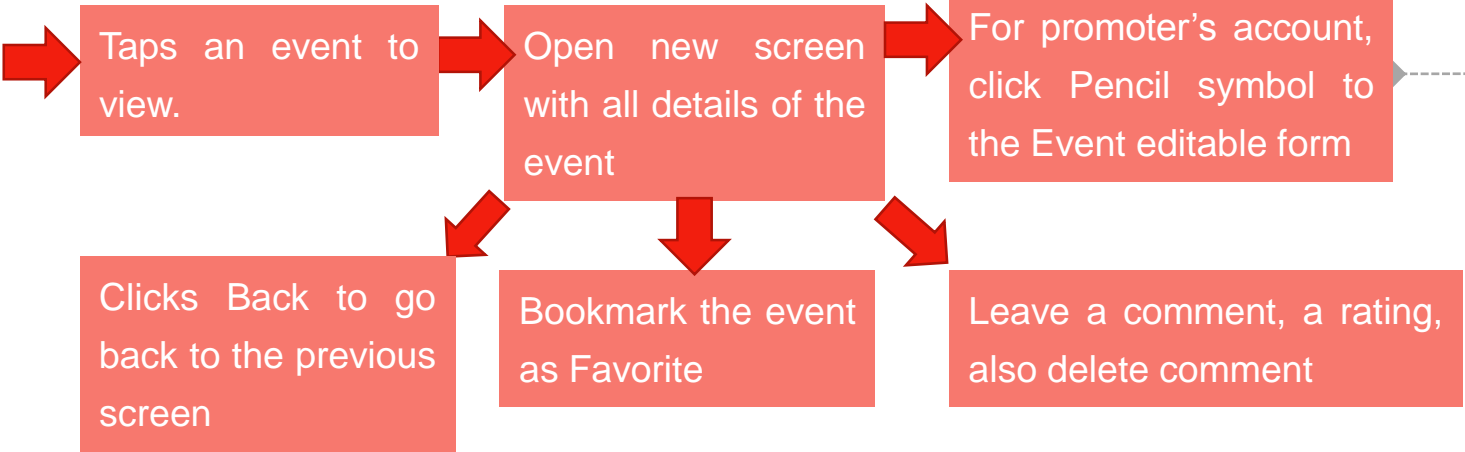 Taps an event to
view.
Open new screen
with all details of the
event
For promoter’s account,
click Pencil symbol to
the Event editable form
Clicks Back to go
back to the previous
screen
Bookmark the event
as Favorite
Leave a comment, a rating,
also delete comment